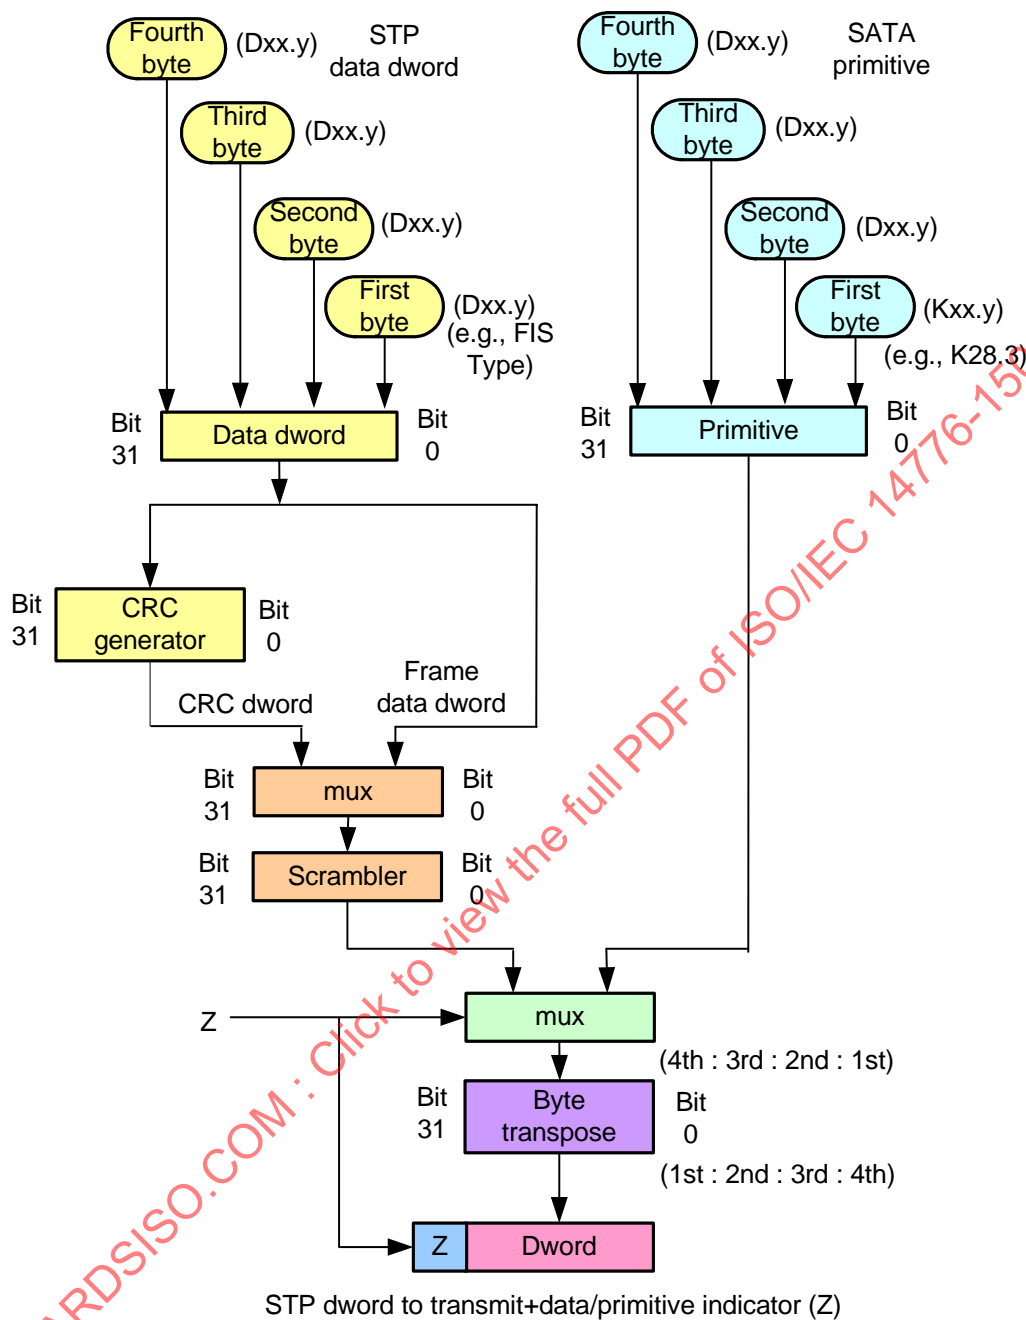 Fourth
byte
(Dxx.y)
STP
data dword
Third
byte
(Dxx.y)
Second
byte
(Dxx.y)
First
byte
(Dxx.y)
(e.g., FIS
Type)
Bit
31
Data dword
Bit
0
Fourth
byte
(Dxx.y)
SATA
primitive
Third
byte
(Dxx.y)
Second
byte
(Dxx.y)
First
byte
(Kxx.y)
(e.g., K28.3)
Bit
31
Primitive
Bit
0
Bit
31
CRC
generator
Bit
0
CRC dword
Frame
data dword
Bit
31
mux
Bit
0
Bit
31
Scrambler
Bit
0
Z
mux
(4th : 3rd : 2nd : 1st)
Bit
31
Byte
transpose
Bit
0
(1st : 2nd : 3rd : 4th)
Z
Dword
STP dword to transmit+data/primitive indicator (Z)
ARDSISO.COM : Click to view the full PDF of ISO/IEC 14776-15